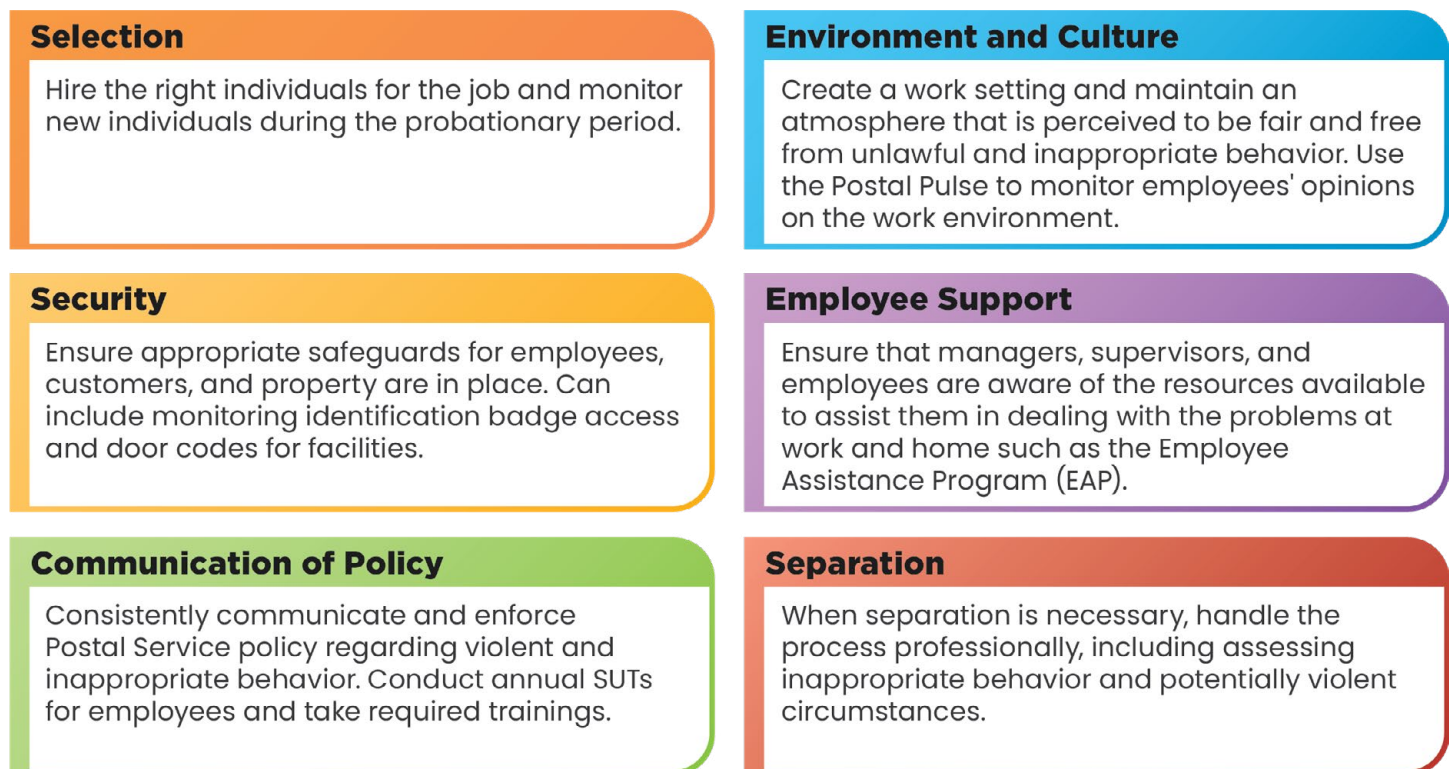 Selection
Hire the right individuals for the job and monitor
new individuals during the probationary period.
Environment and Culture
Create a work setting and maintain an
atmosphere that is perceived to be fair and free
from unlawful and inappropriate behavior. Use
the Postal Pulse to monitor employees' opinions
on the work environment.
Security
Ensure appropriate safeguards for employees,
customers, and property are in place. Can
include monitoring identification badge access
and door codes for facilities.
Employee Support
Ensure that managers, supervisors, and
employees are aware of the resources available
to assist them in dealing with the problems at
work and home such as the Employee
Assistance Program (EAP).
Communication of Policy
Consistently communicate and enforce
Postal Service policy regarding violent and
inappropriate behavior. Conduct annual SUTs
for employees and take required trainings.
Separation
When separation is necessary, handle the
process professionally, including assessing
inappropriate behavior and potentially violent
circumstances.